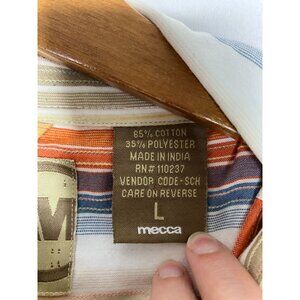 65% COTTON
35% POLYESTER
MADE IN INDIA
RN# 110237
VENDOR CODE-SCH
CARE ON REVERSE
L
mecca
M